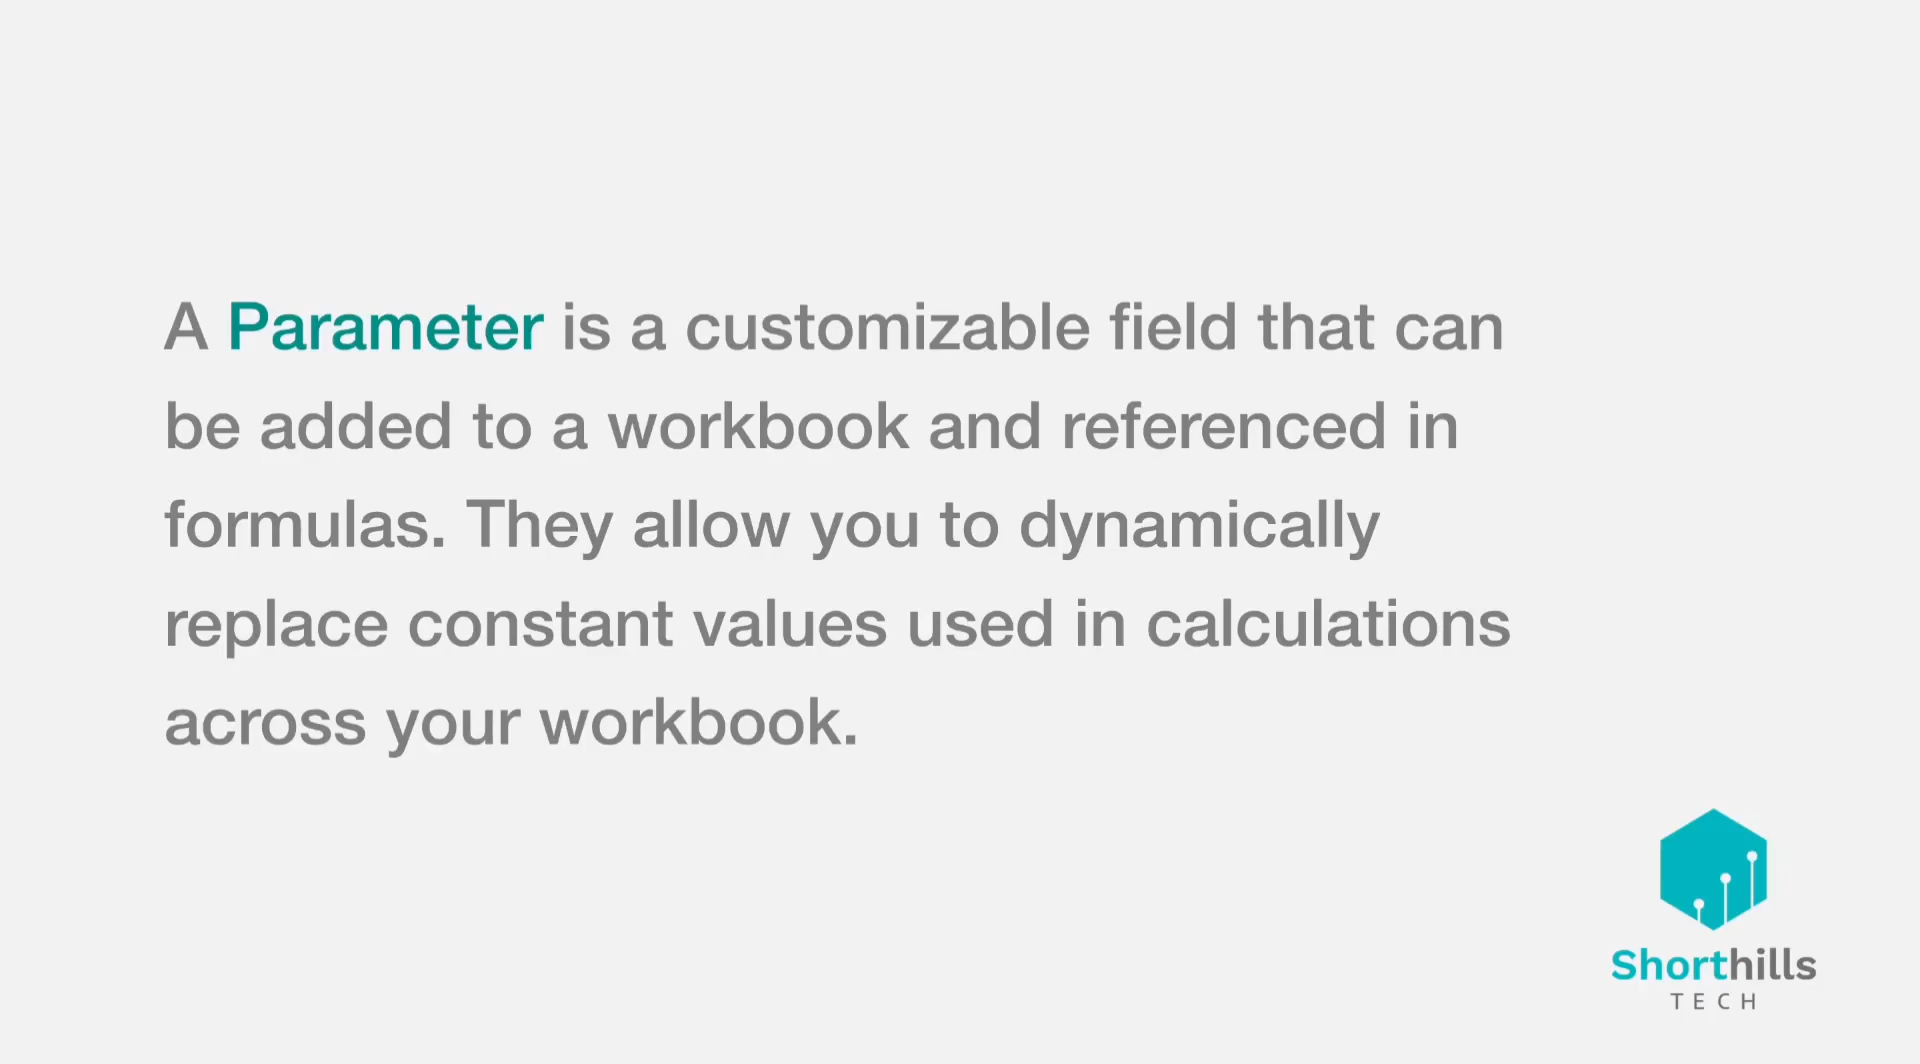 A Parameter is a customizable field that can
be added to a workbook and referenced in
formulas. They allow you to dynamically
replace constant values used in calculations
across your workbook.
Shorthills
TECH